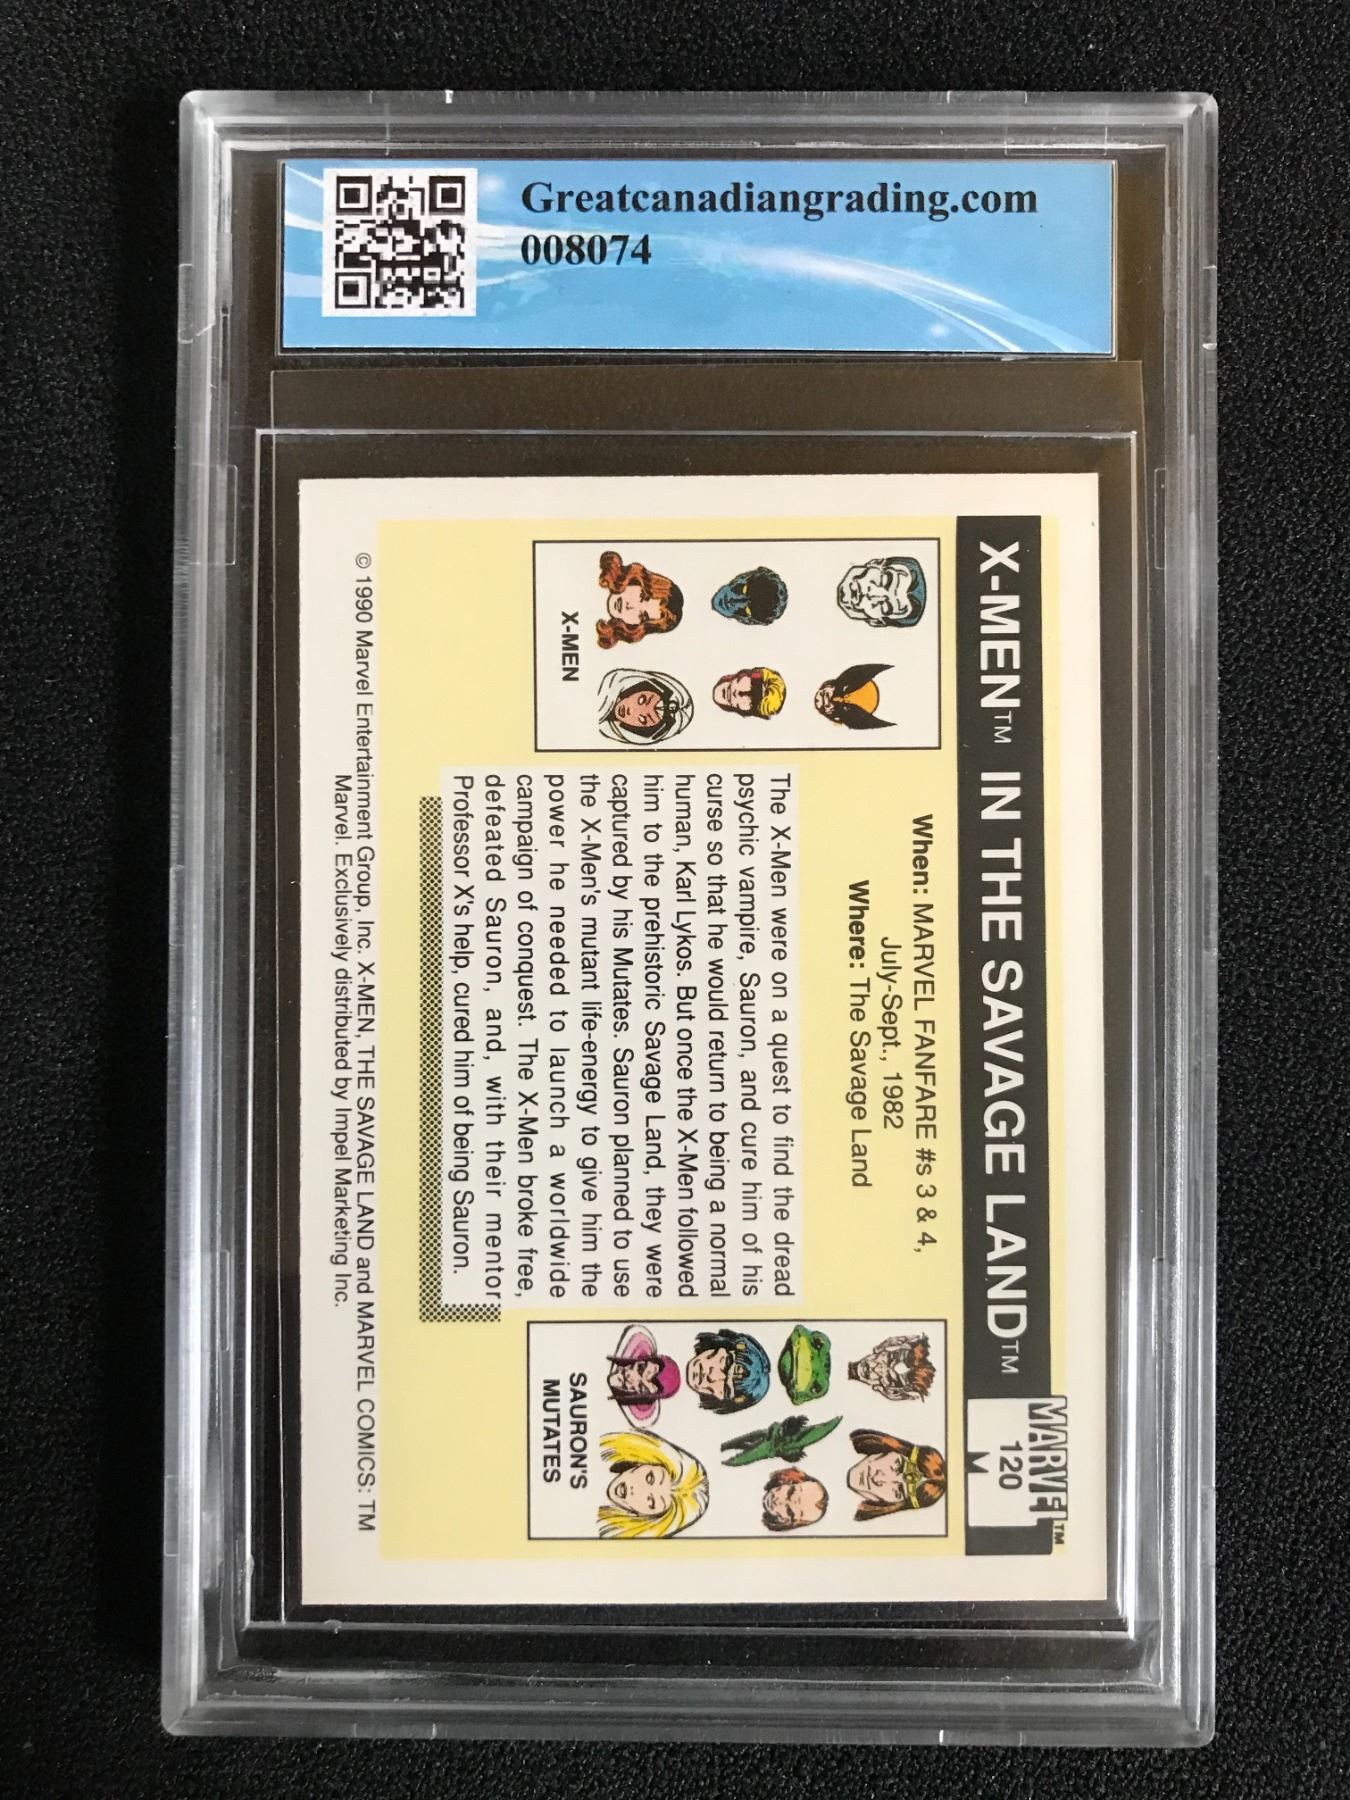 Greatcanadiangrading.com
008074
X-MEN™ IN THE SAVAGE LAND™
MARVEL™
120
M
When: MARVEL FANFARE #s 3 & 4,
July-Sept., 1982
Where: The Savage Land
X-MEN
The X-Men were on a quest to find the dread
psychic vampire, Sauron, and cure him of his
curse so that he would return to being a normal
human, Karl Lykos. But once the X-Men followed
him to the prehistoric Savage Land, they were
captured by his Mutates. Sauron planned to use
the X-Men's mutant life-energy to give him the
power he needed to launch a worldwide
campaign of conquest. The X-Men broke free,
defeated Sauron, and, with their mentor
Professor X's help, cured him of being Sauron.
SAURON'S
MUTATES
© 1990 Marvel Entertainment Group, Inc. X-MEN, THE SAVAGE LAND and MARVEL COMICS: TM
Marvel. Exclusively distributed by Impel Marketing Inc.